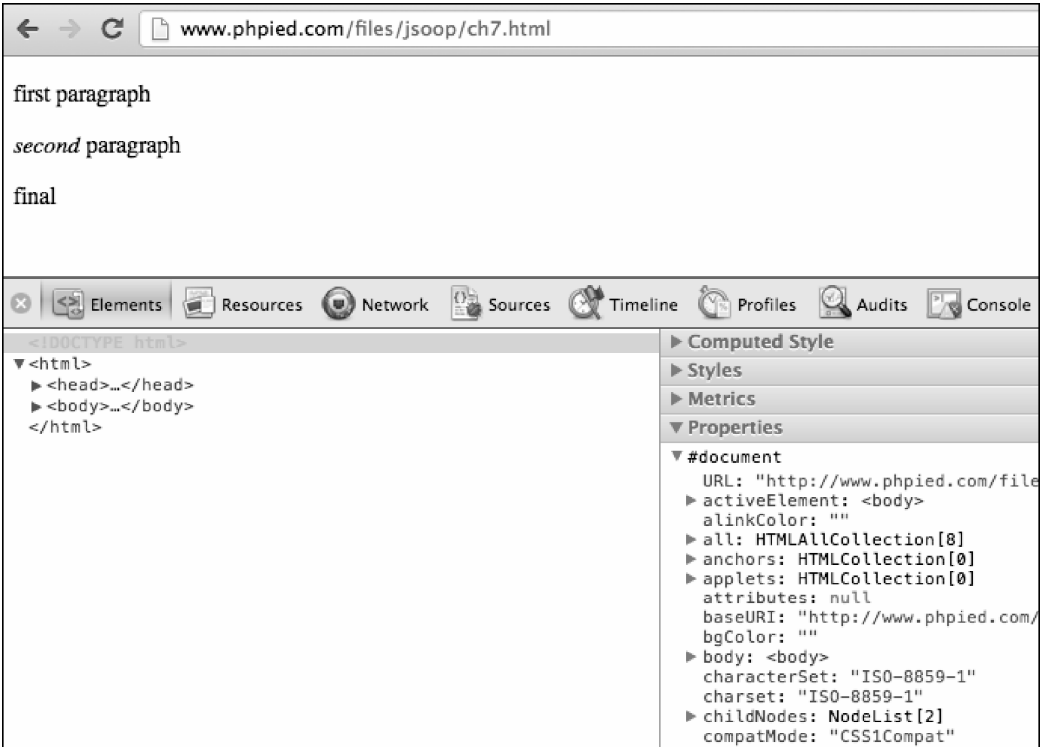 www.phpied.com/files/jsoop/ch7.html
first paragraph
second paragraph
final
Elements Resources Network Sources Timeline Profiles Audits Console
<!DOCTYPE html>
▼<html>
▶<head>…</head>
▶<body>…</body>
</html>
▶Computed Style
▶Styles
▶Metrics
▼Properties
▼#document
URL: "http://www.phpied.com/file
▶activeElement: <body>
alinkColor: ""
▶all: HTMLAllCollection[8]
▶anchors: HTMLCollection[0]
▶applets: HTMLCollection[0]
attributes: null
baseURI: "http://www.phpied.com/
bgColor: ""
▶body: <body>
characterSet: "ISO-8859-1"
charset: "ISO-8859-1"
▶childNodes: NodeList[2]
compatMode: "CSS1Compat"